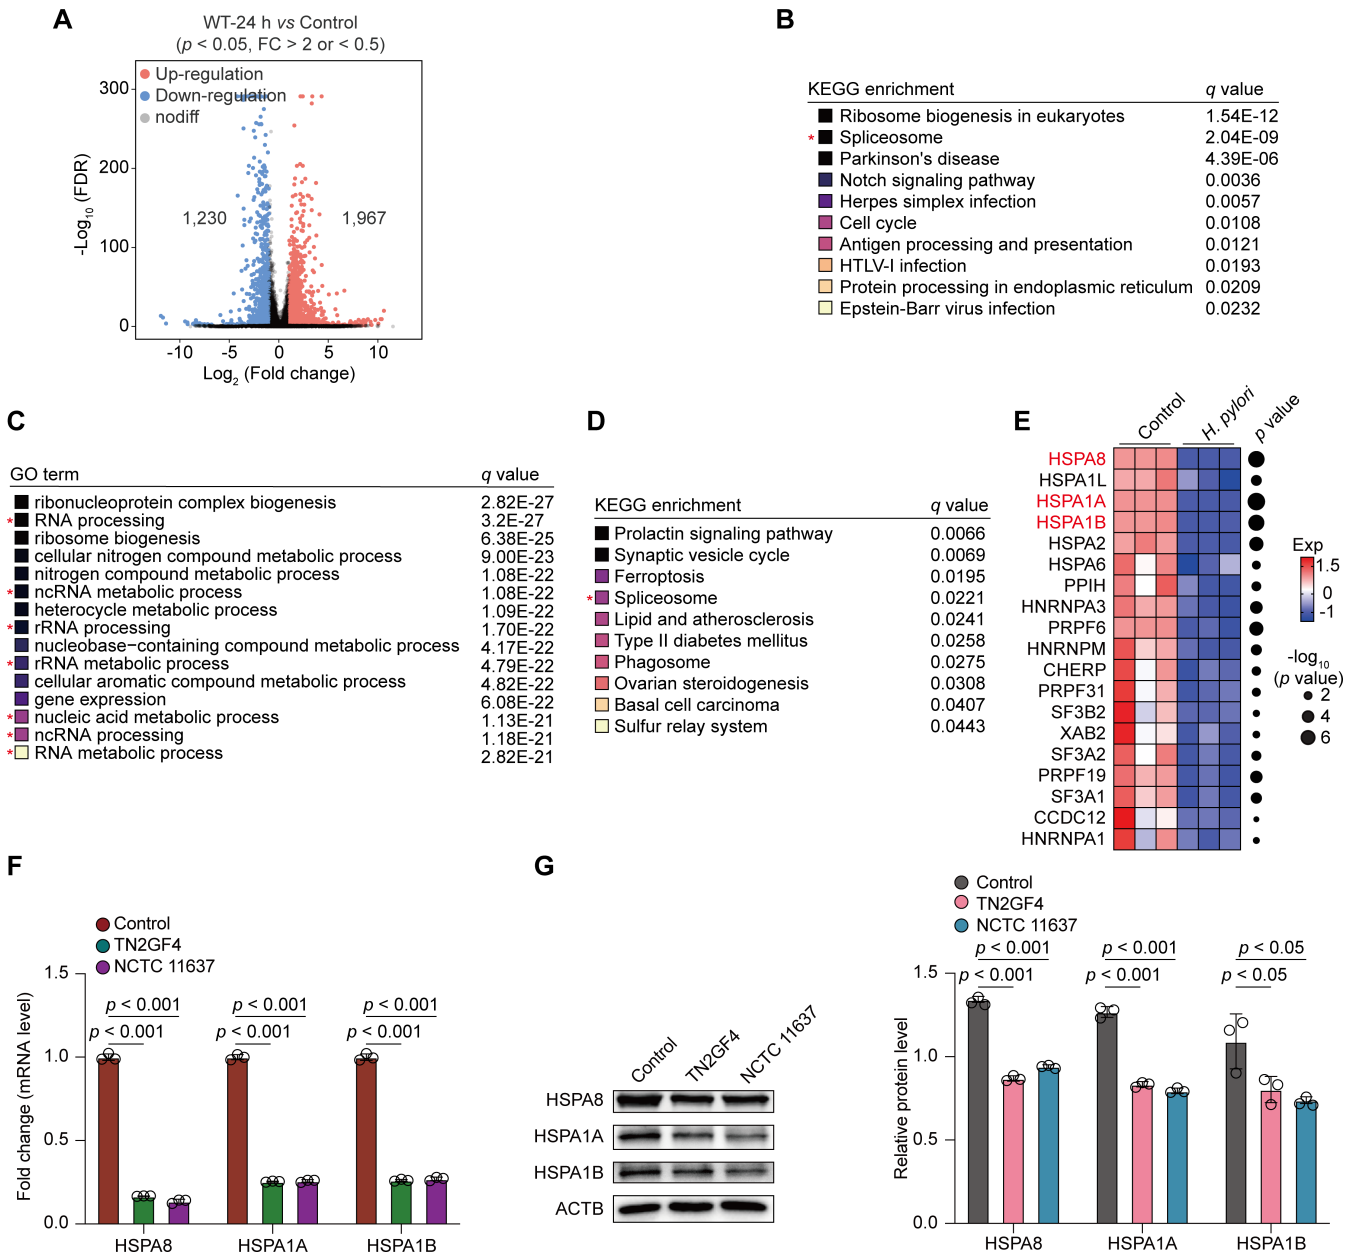 A
WT-24 h vs Control
(p < 0.05, FC > 2 or < 0.5)
Up-regulation
Down-regulation
nodiff
300
200
100
0
-Log10 (FDR)
1,230
1,967
-10 -5 0 5 10
Log2 (Fold change)
B
KEGG enrichment q value
Ribosome biogenesis in eukaryotes 1.54E-12
* Spliceosome 2.04E-09
Parkinson's disease 4.39E-06
Notch signaling pathway 0.0036
Herpes simplex infection 0.0057
Cell cycle 0.0108
Antigen processing and presentation 0.0121
HTLV-I infection 0.0193
Protein processing in endoplasmic reticulum 0.0209
Epstein-Barr virus infection 0.0232
C
GO term q value
ribonucleoprotein complex biogenesis 2.82E-27
* RNA processing 3.2E-27
ribosome biogenesis 6.38E-25
cellular nitrogen compound metabolic process 9.00E-23
nitrogen compound metabolic process 1.08E-22
* ncRNA metabolic process 1.08E-22
heterocycle metabolic process 1.09E-22
* rRNA processing 1.70E-22
nucleobase−containing compound metabolic process 4.17E-22
* rRNA metabolic process 4.79E-22
cellular aromatic compound metabolic process 4.82E-22
gene expression 6.08E-22
* nucleic acid metabolic process 1.13E-21
* ncRNA processing 1.18E-21
* RNA metabolic process 2.82E-21
D
KEGG enrichment q value
Prolactin signaling pathway 0.0066
Synaptic vesicle cycle 0.0069
Ferroptosis 0.0195
* Spliceosome 0.0221
Lipid and atherosclerosis 0.0241
Type II diabetes mellitus 0.0258
Phagosome 0.0275
Ovarian steroidogenesis 0.0308
Basal cell carcinoma 0.0407
Sulfur relay system 0.0443
E
Control H. pylori p value
HSPA8
HSPA1L
HSPA1A
HSPA1B
HSPA2
HSPA6
PPIH
HNRNPA3
PRPF6
HNRNPM
CHERP
PRPF31
SF3B2
XAB2
SF3A2
PRPF19
SF3A1
CCDC12
HNRNPA1
Exp
1.5
0
-1
-log10
(p value)
2
4
6
F
Control
TN2GF4
NCTC 11637
Fold change (mRNA level)
1.5
1.0
0.5
0.0
p < 0.001 p < 0.001 p < 0.001
p < 0.001 p < 0.001 p < 0.001
HSPA8 HSPA1A HSPA1B
G
Control TN2GF4 NCTC 11637
HSPA8
HSPA1A
HSPA1B
ACTB
Control
TN2GF4
NCTC 11637
Relative protein level
1.5
1.0
0.5
0.0
p < 0.001 p < 0.001 p < 0.05
p < 0.001 p < 0.001 p < 0.05
HSPA8 HSPA1A HSPA1B